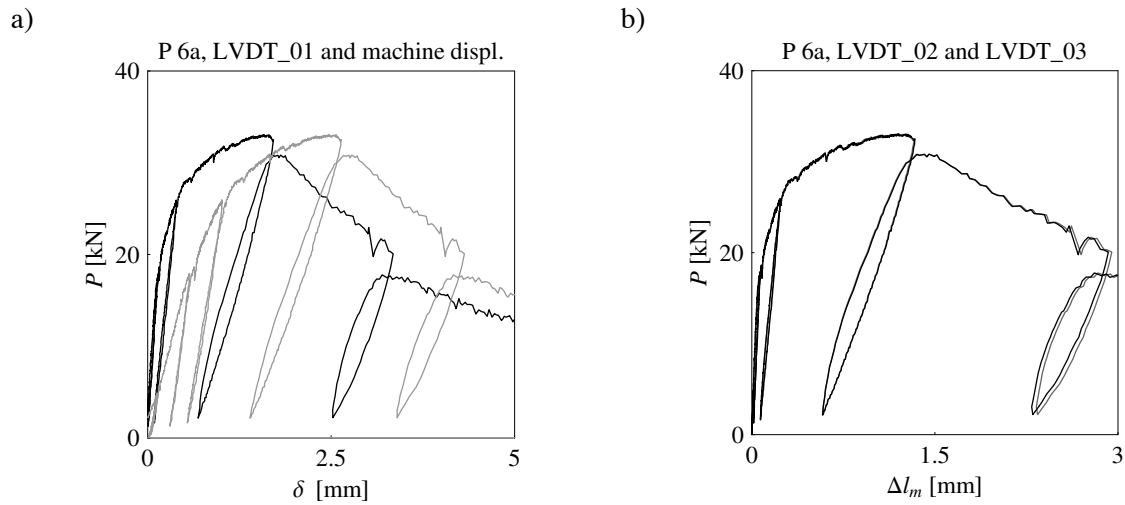 a)
P 6a, LVDT_01 and machine displ.
40
20
0
P [kN]
0 2.5 5
δ [mm]
b)
P 6a, LVDT_02 and LVDT_03
40
20
0
P [kN]
0 1.5 3
Δl_m [mm]